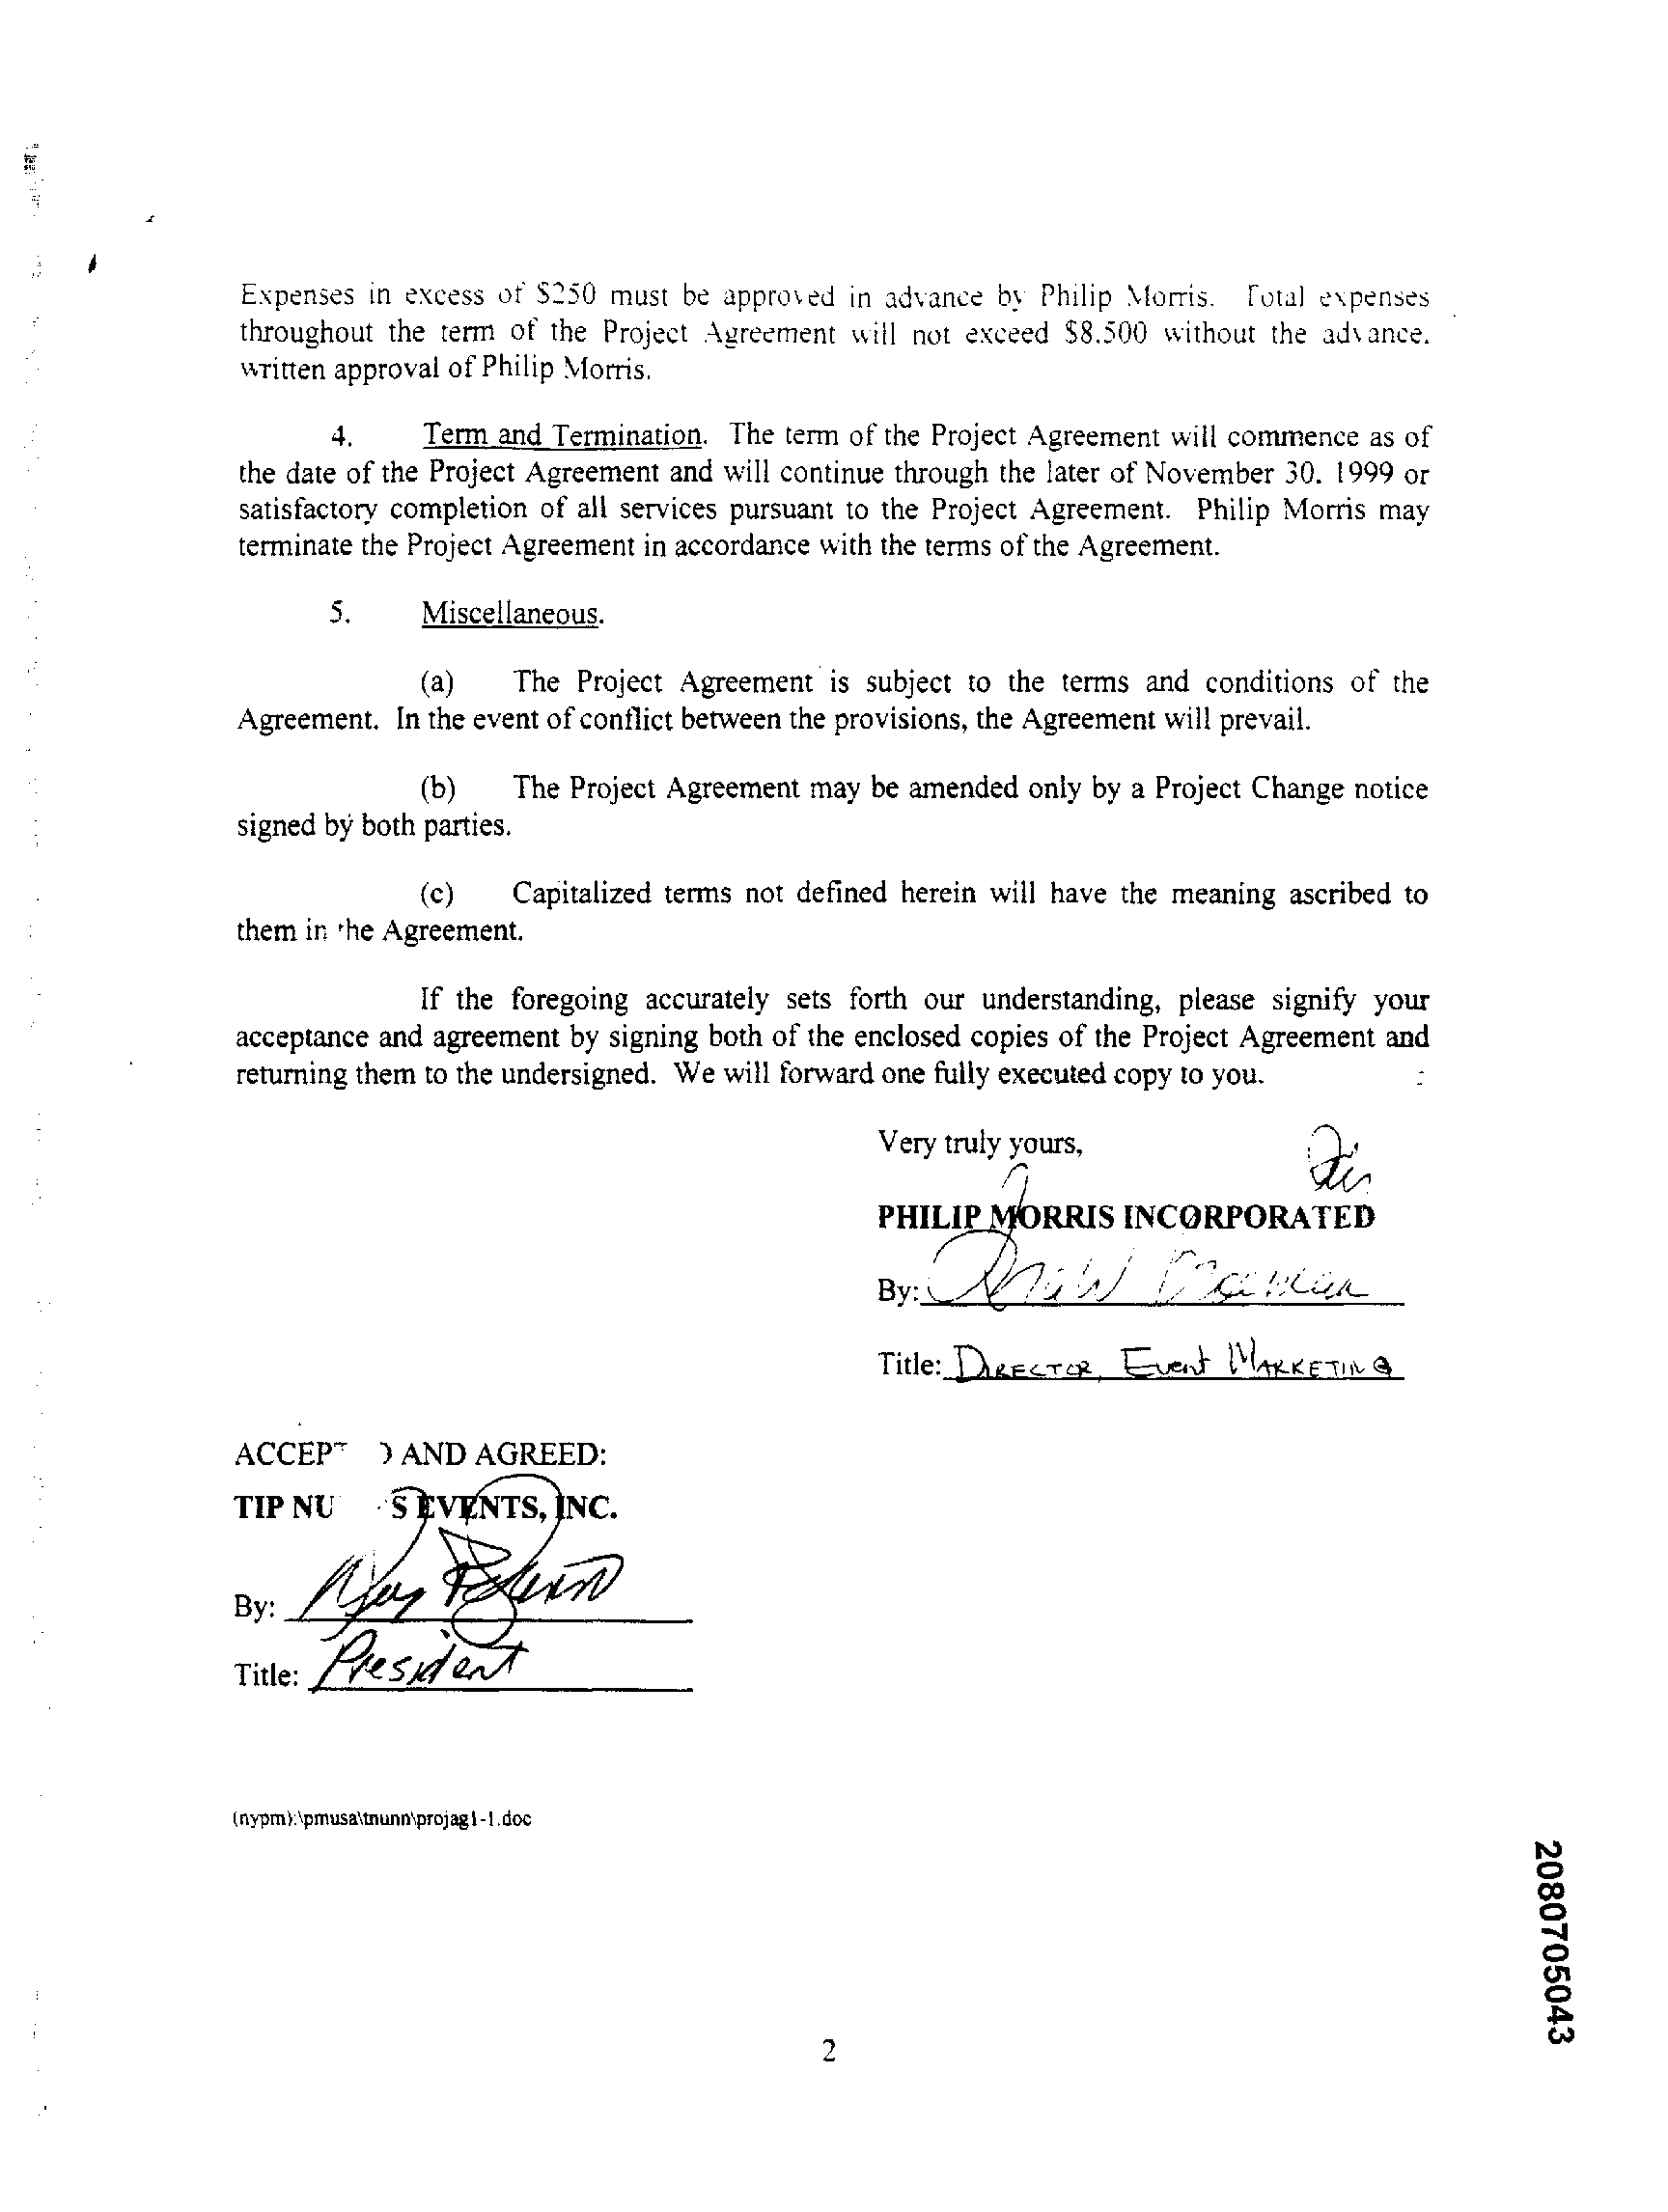 Expenses in excess of $250 must be approved in advance by Philip Morris. Total expenses
throughout the term of the Project Agreement will not exceed $8.500 without the advance.
written approval of Philip Morris.
4. Term and Termination. The term of the Project Agreement will commence as of
the date of the Project Agreement and will continue through the later of November 30. 1999 or
satisfactory completion of all services pursuant to the Project Agreement. Philip Morris may
terminate the Project Agreement in accordance with the terms of the Agreement.
5. Miscellaneous.
(a) The Project Agreement is subject to the terms and conditions of the
Agreement. In the event of conflict between the provisions, the Agreement will prevail.
(b) The Project Agreement may be amended only by a Project Change notice
signed by both parties.
(c) Capitalized terms not defined herein will have the meaning ascribed to
them in the Agreement.
If the foregoing accurately sets forth our understanding, please signify your
acceptance and agreement by signing both of the enclosed copies of the Project Agreement and
returning them to the undersigned. We will forward one fully executed copy to you.
Very truly yours,
PHILIP MORRIS INCORPORATED
By:
Title: DIRECTOR, Event MARKETING
ACCEPT D AND AGREED:
TIP NU S EVENTS, INC.
By:
Title: President
(nypm):\pmusa\tnunn\projag1-1.doc
2080705043
2